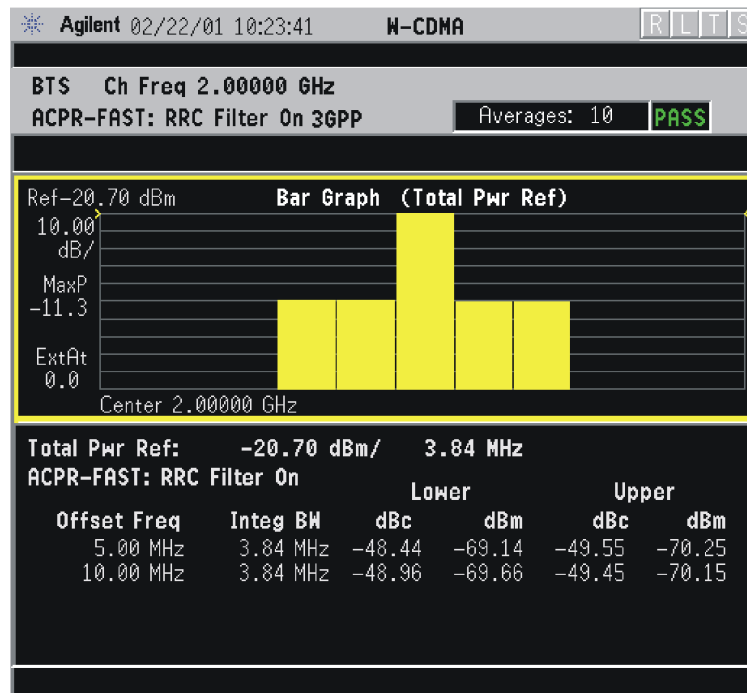 Agilent 02/22/01 10:23:41 W-CDMA R L T S
BTS Ch Freq 2.00000 GHz
ACPR-FAST: RRC Filter On 3GPP Averages: 10 PASS
Ref-20.70 dBm Bar Graph (Total Pwr Ref)
10.00
dB/
MaxP
-11.3
ExtAt
0.0
Center 2.00000 GHz
Total Pwr Ref: -20.70 dBm/ 3.84 MHz
ACPR-FAST: RRC Filter On
Lower Upper
Offset Freq Integ BW dBc dBm dBc dBm
5.00 MHz 3.84 MHz -48.44 -69.14 -49.55 -70.25
10.00 MHz 3.84 MHz -48.96 -69.66 -49.45 -70.15